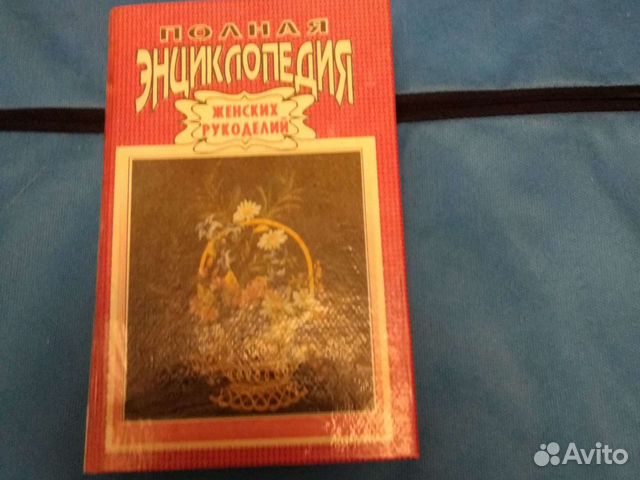 ПОЛНАЯ
ЭНЦИКЛОПЕДИЯ
ЖЕНСКИХ
РУКОДЕЛИЙ
Avito